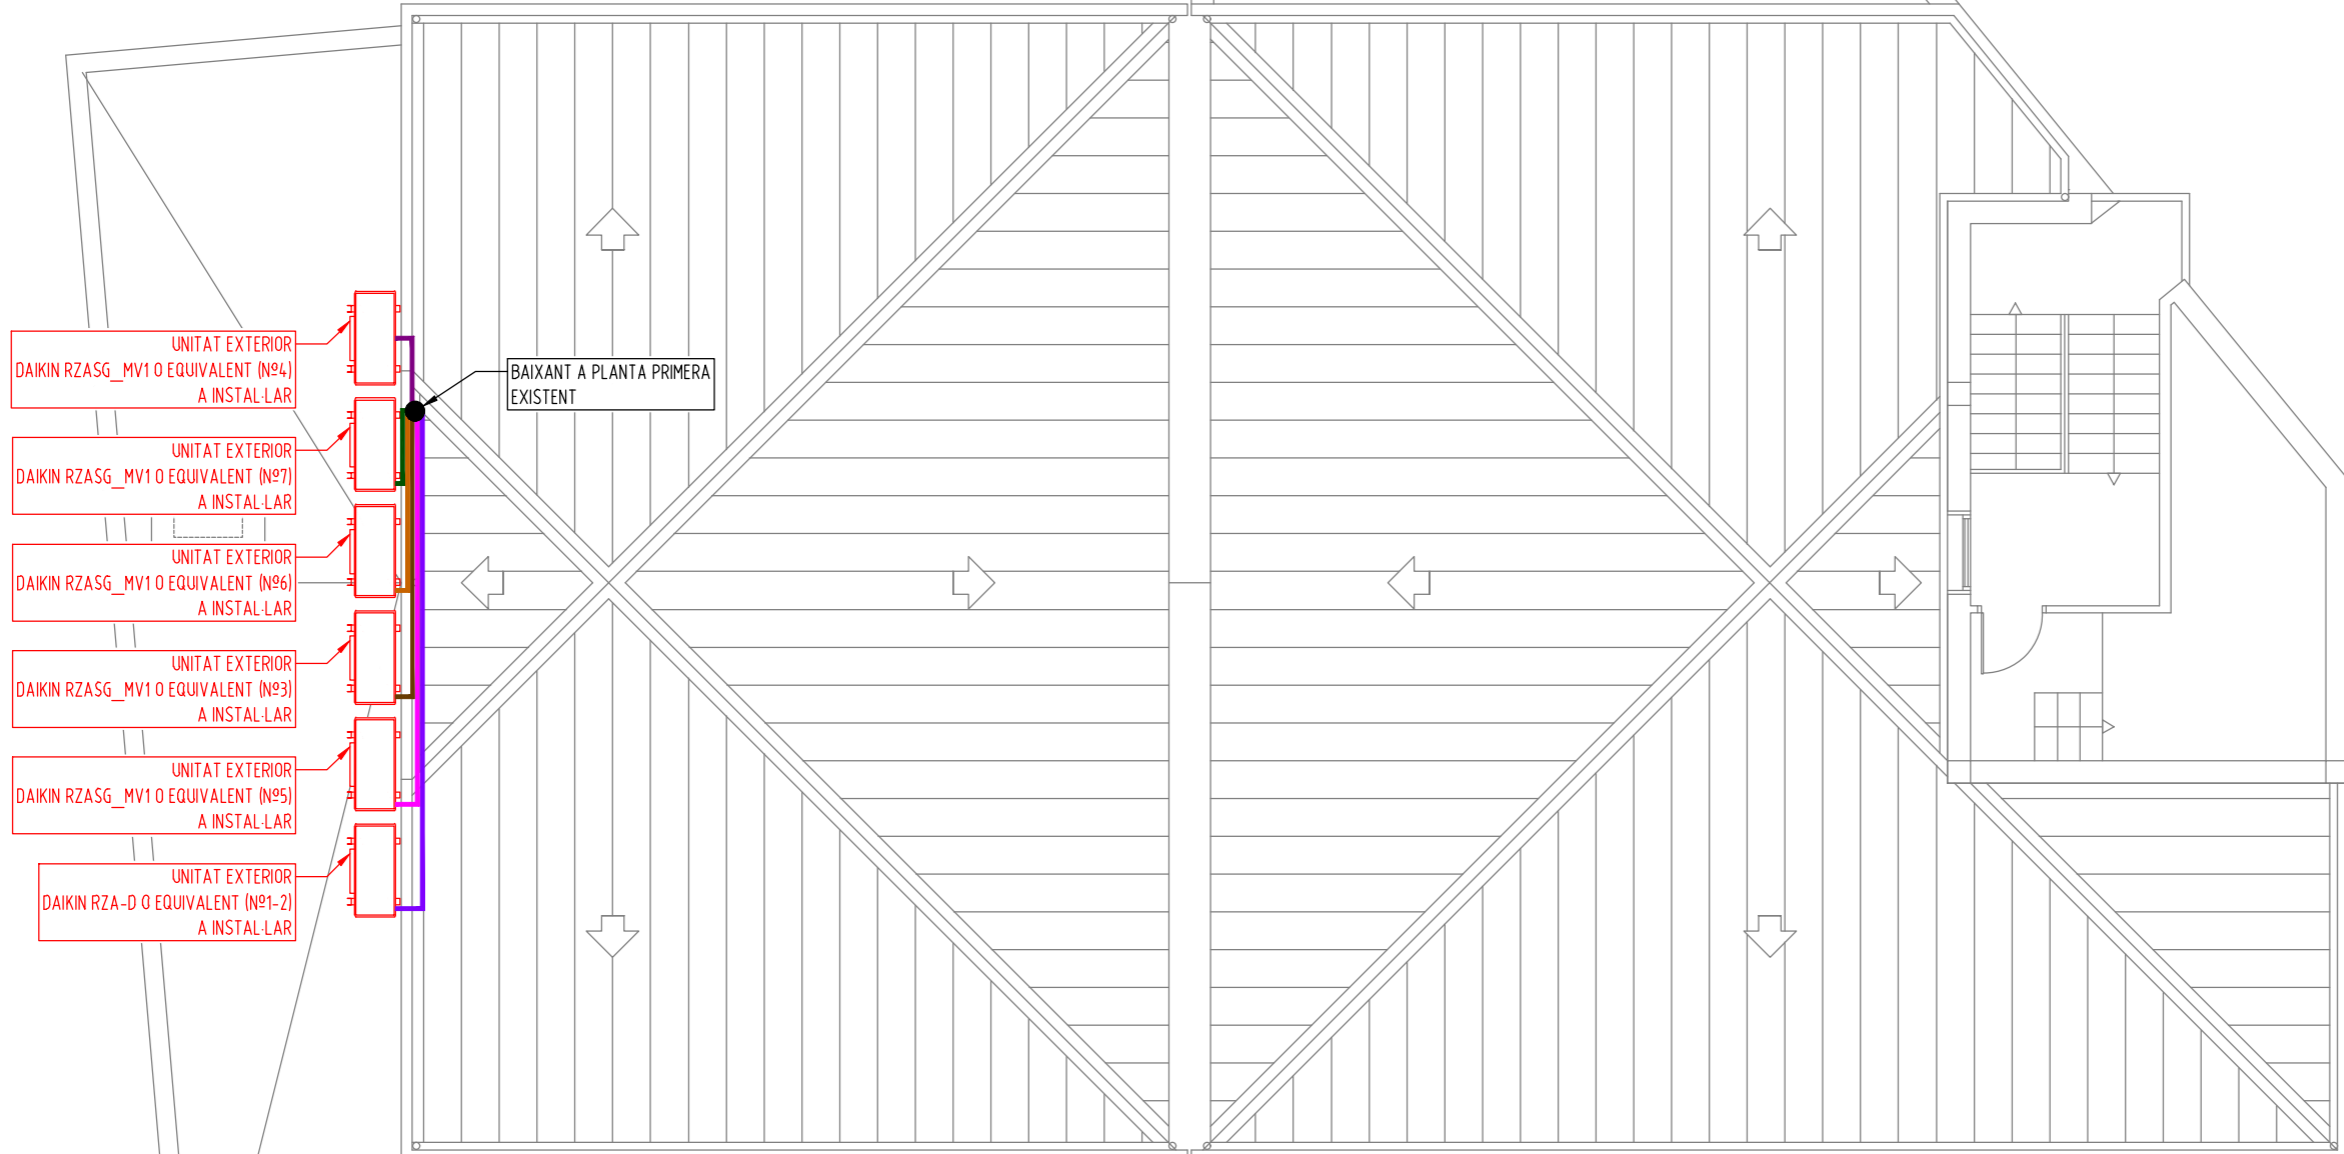 UNITAT EXTERIOR
DAIKIN RZASG_MV1 O EQUIVALENT (Nº4)
A INSTAL·LAR
BAIXANT A PLANTA PRIMERA
EXISTENT
UNITAT EXTERIOR
DAIKIN RZASG_MV1 O EQUIVALENT (Nº7)
A INSTAL·LAR
UNITAT EXTERIOR
DAIKIN RZASG_MV1 O EQUIVALENT (Nº6)
A INSTAL·LAR
UNITAT EXTERIOR
DAIKIN RZASG_MV1 O EQUIVALENT (Nº3)
A INSTAL·LAR
UNITAT EXTERIOR
DAIKIN RZASG_MV1 O EQUIVALENT (Nº5)
A INSTAL·LAR
UNITAT EXTERIOR
DAIKIN RZA-D O EQUIVALENT (Nº1-2)
A INSTAL·LAR